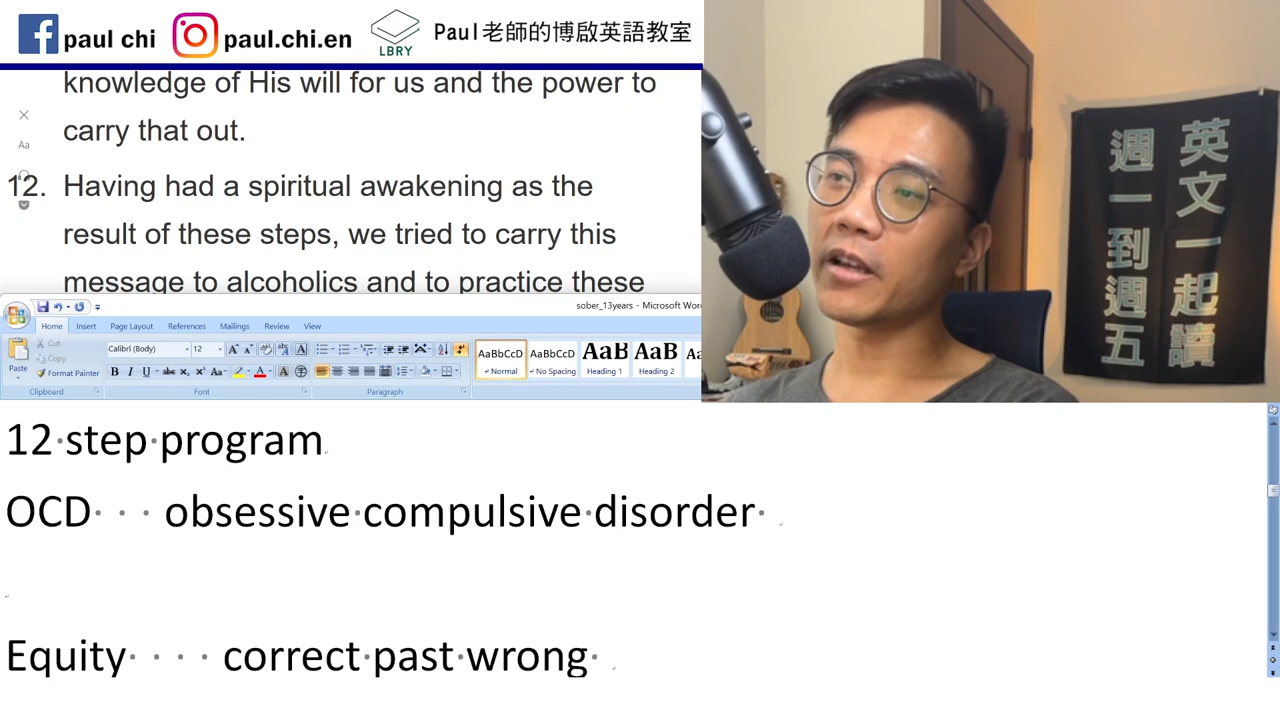 paul chi
paul.chi.en
LBRY
Paul老師的博啟英語教室
knowledge of His will for us and the power to
carry that out.
12. Having had a spiritual awakening as the
result of these steps, we tried to carry this
message to alcoholics and to practice these
Aa
sober_13years - Microsoft Wor
Home Insert Page Layout References Mailings Review View
Paste
Cut
Copy
Format Painter
Clipboard
Calibri (Body) 12
Font
Paragraph
AaBbCcD AaBbCcD AaBb AaB Aa
Normal No Spacing Heading 1 Heading 2
英文一起讀
週一到週五
12 step program
OCD obsessive compulsive disorder
Equity correct past wrong